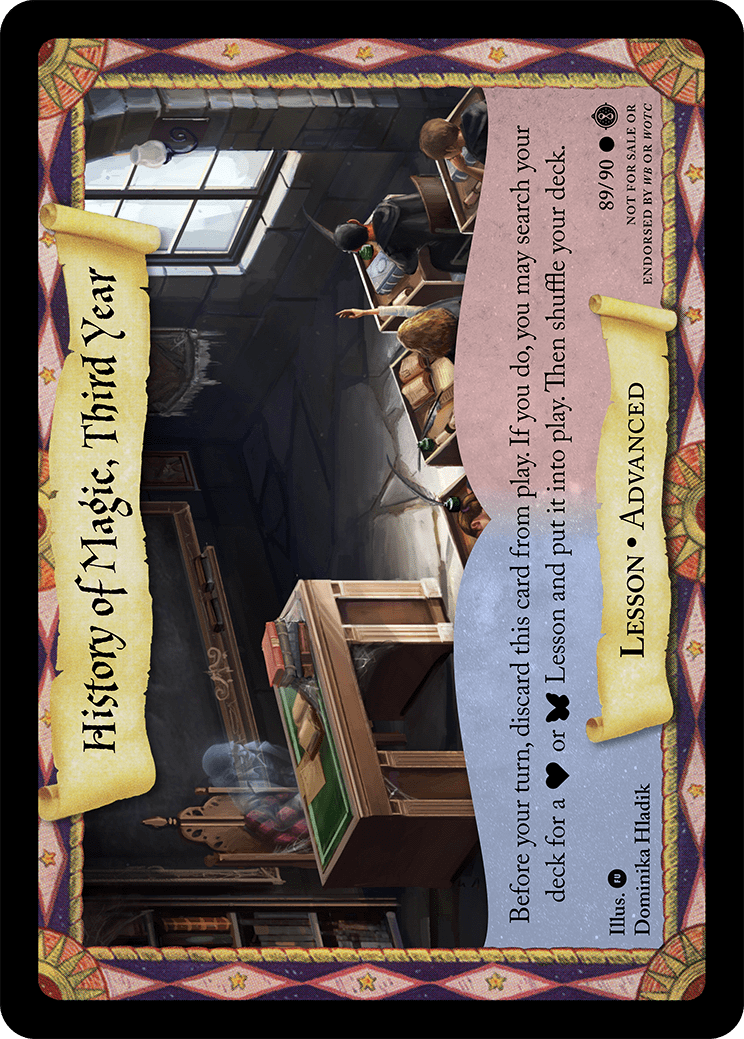 History of Magic, Third Year
Before your turn, discard this card from play. If you do, you may search your
deck for a or Lesson and put it into play. Then shuffle your deck.
Illus. FU
Dominika Hladik
Lesson • Advanced
89/90
NOT FOR SALE OR
ENDORSED BY WB OR WOTC